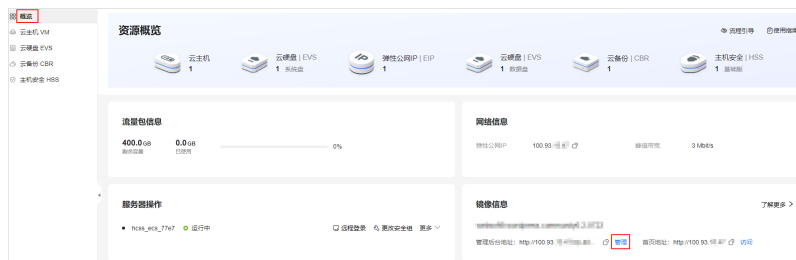 概览
云主机 VM
云硬盘 EVS
云备份 CBR
主机安全 HSS
资源概览
流程引导
使用指南
云主机
1
云硬盘 | EVS
1 系统盘
弹性公网IP | EIP
1
云硬盘 | EVS
1 数据盘
云备份 | CBR
1
主机安全 | HSS
1 基础版
流量包信息
400.0 GB
剩余容量
0.0 GB
已使用
0%
网络信息
弹性公网IP 100.93.
峰值带宽 3 Mbit/s
服务器操作
hcss_ecs_77e7 运行中
远程登录 更改安全组 更多
镜像信息
了解更多 >
管理后台地址: http://100.93 管理
首页地址: http://100.93. 访问